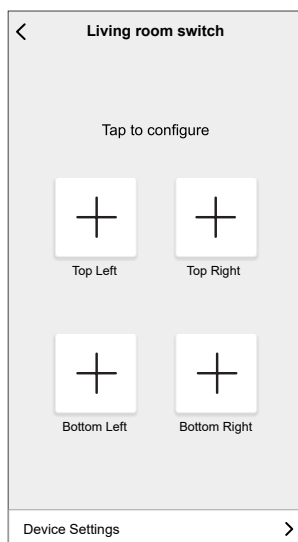 Living room switch
Tap to configure
Top Left Top Right
Bottom Left Bottom Right
Device Settings